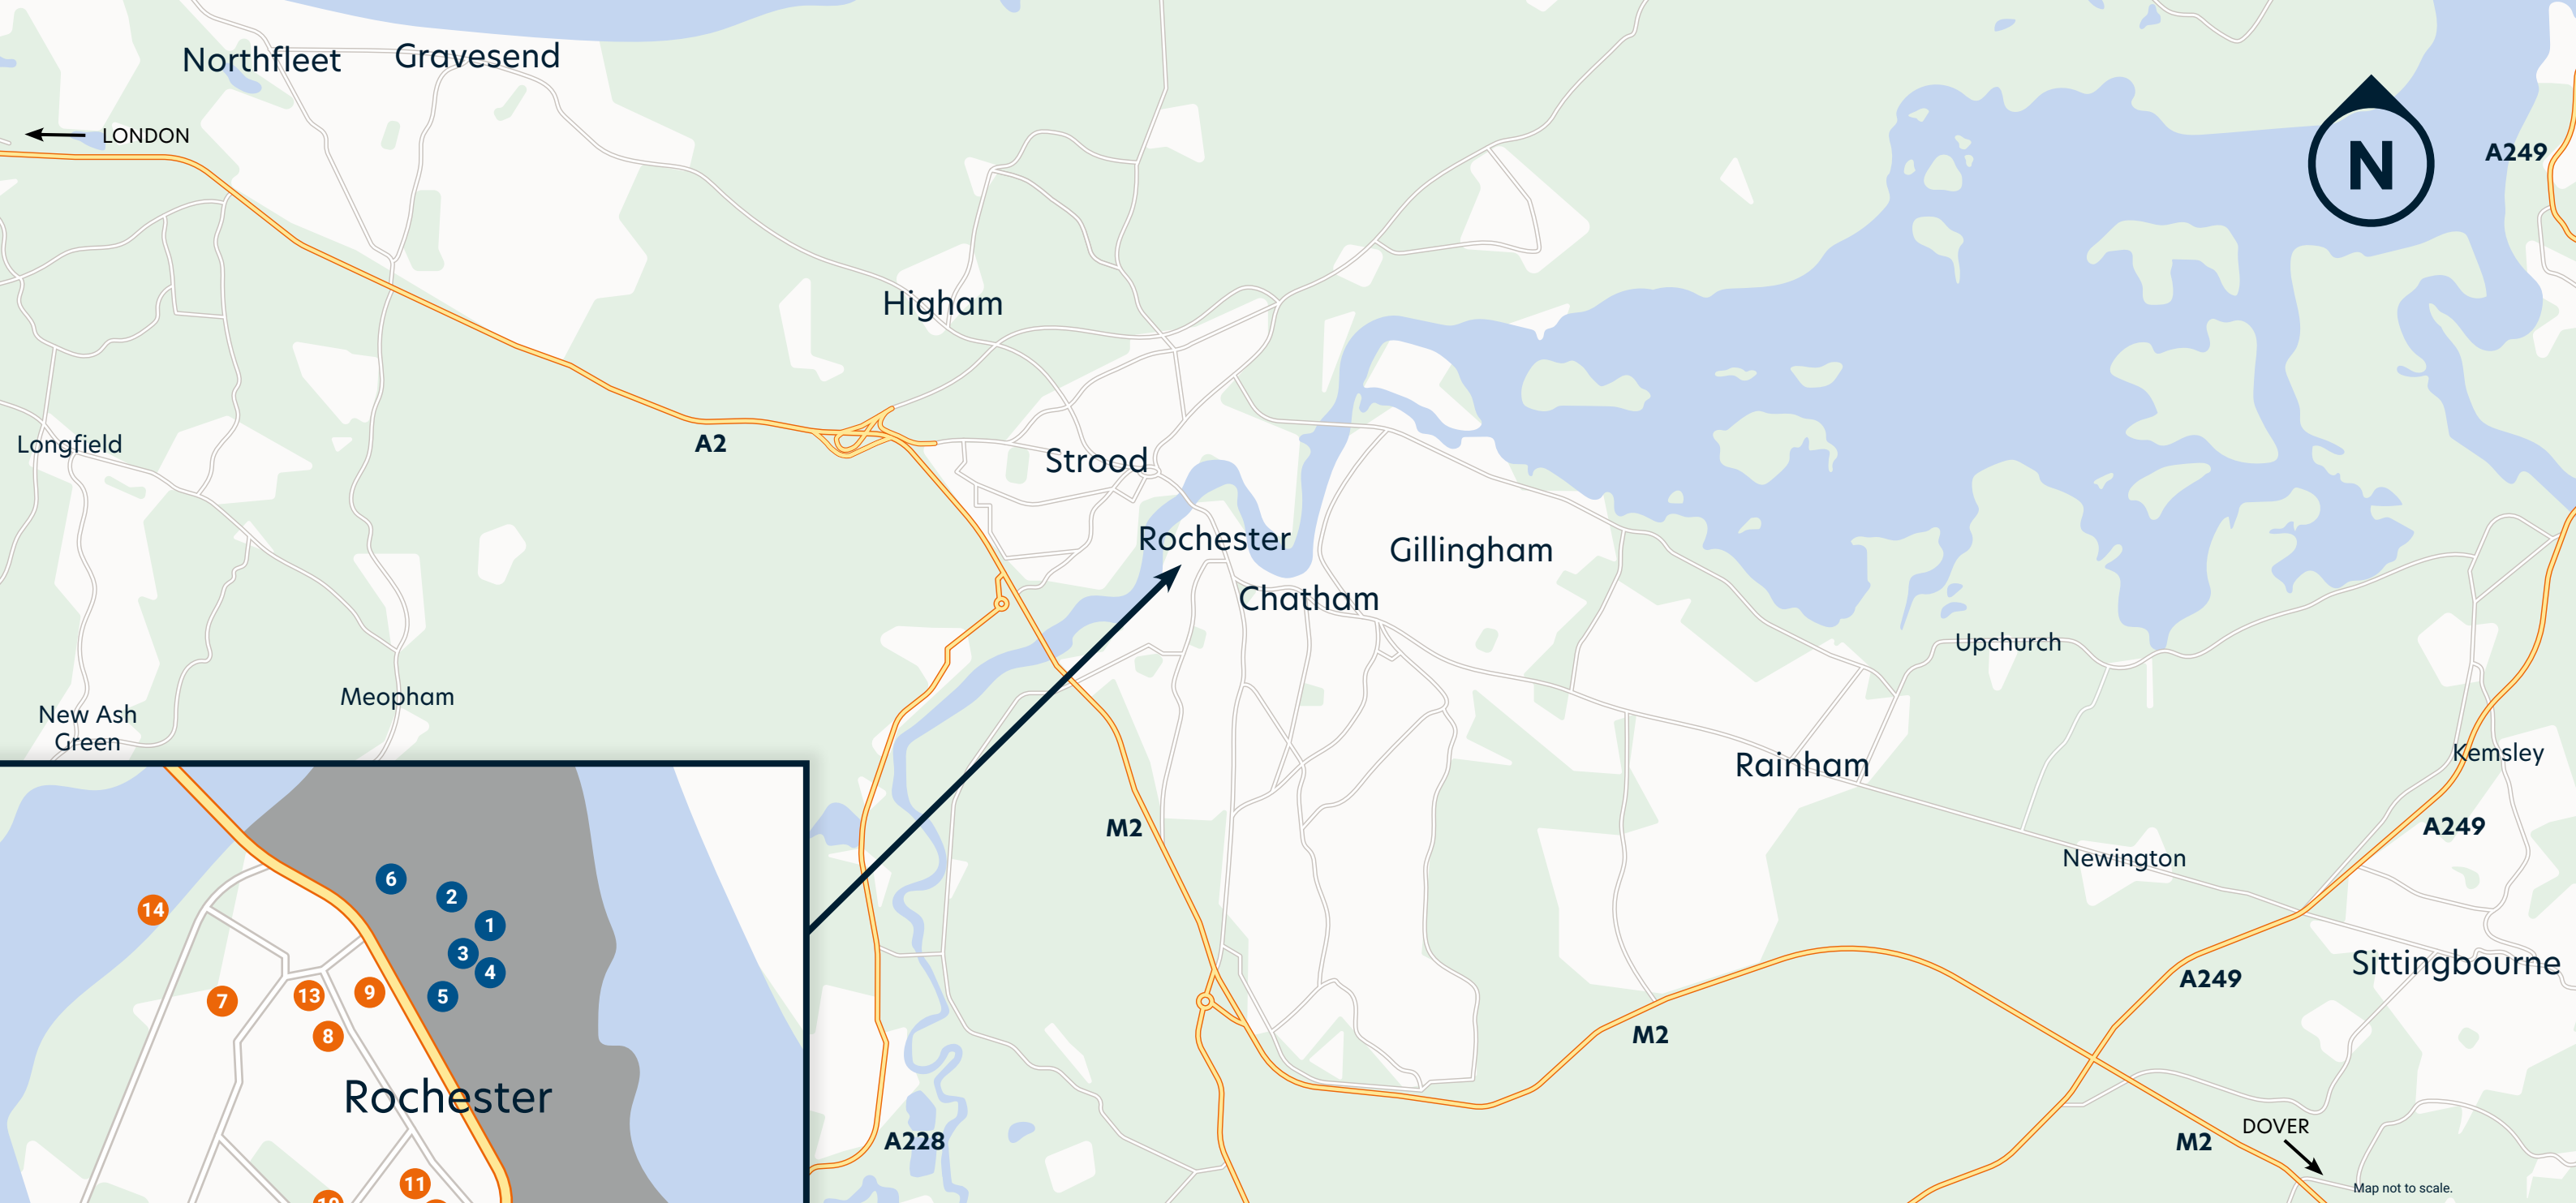 Northfleet
Gravesend
LONDON
N
A249
Higham
A2
Longfield
Strood
Rochester
Gillingham
Chatham
Upchurch
Meopham
New Ash
Green
Kemsley
Rainham
M2
A249
Newington
Sittingbourne
A249
M2
DOVER
M2
A228
Map not to scale.
6
2
14
1
3
4
5
7
13
9
8
Rochester
11
10